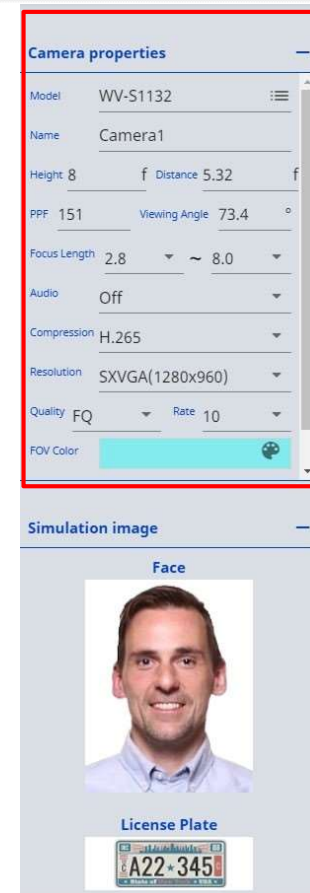 Camera properties
Model WV-S1132
Name Camera1
Height 8 f Distance 5.32 f
PPF 151 Viewing Angle 73.4 °
Focus Length 2.8 ~ 8.0
Audio Off
Compression H.265
Resolution SXVGA(1280x960)
Quality FQ Rate 10
FOV Color
Simulation image
Face
License Plate
A22★345